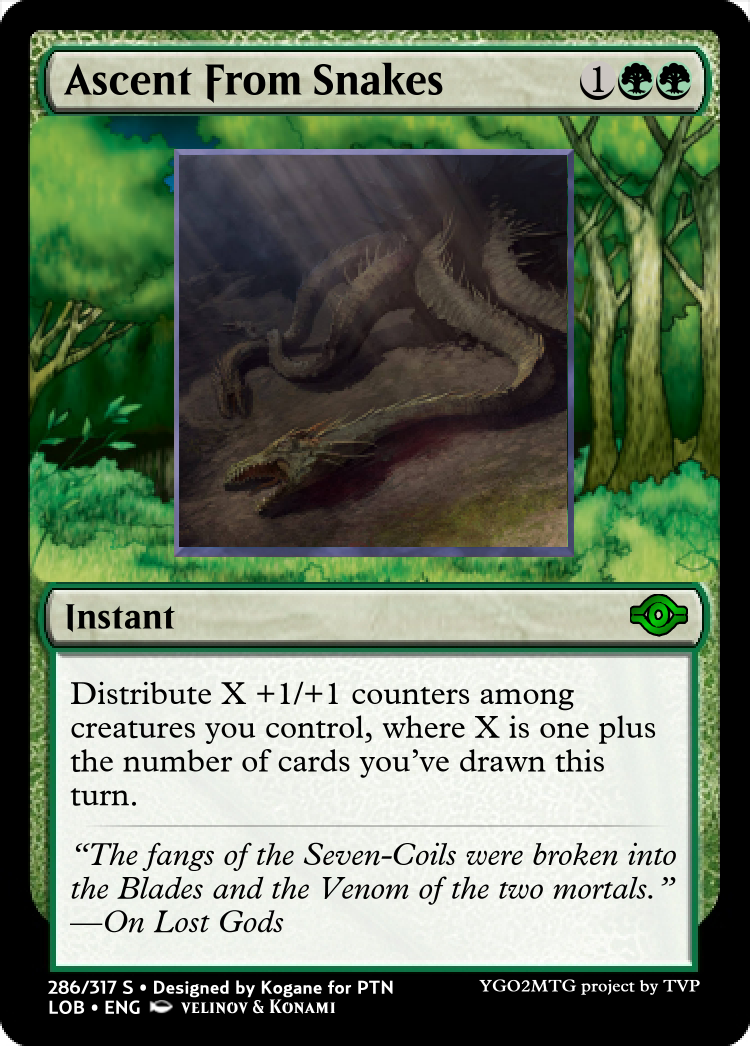 Ascent From Snakes 1
Instant
Distribute X +1/+1 counters among
creatures you control, where X is one plus
the number of cards you’ve drawn this
turn.
“The fangs of the Seven-Coils were broken into
the Blades and the Venom of the two mortals.”
—On Lost Gods
286/317 S • Designed by Kogane for PTN
LOB • ENG VELINOV & KONAMI
YGO2MTG project by TVP